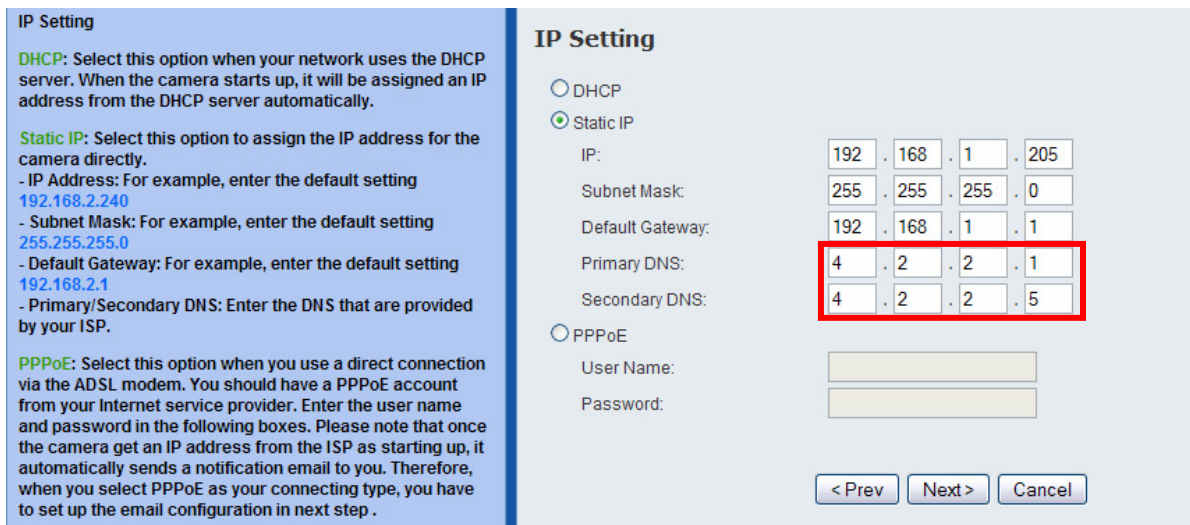 IP Setting
DHCP: Select this option when your network uses the DHCP
server. When the camera starts up, it will be assigned an IP
address from the DHCP server automatically.
Static IP: Select this option to assign the IP address for the
camera directly.
- IP Address: For example, enter the default setting
192.168.2.240
- Subnet Mask: For example, enter the default setting
255.255.255.0
- Default Gateway: For example, enter the default setting
192.168.2.1
- Primary/Secondary DNS: Enter the DNS that are provided
by your ISP.
PPPoE: Select this option when you use a direct connection
via the ADSL modem. You should have a PPPoE account
from your Internet service provider. Enter the user name
and password in the following boxes. Please note that once
the camera get an IP address from the ISP as starting up, it
automatically sends a notification email to you. Therefore,
when you select PPPoE as your connecting type, you have
to set up the email configuration in next step .
IP Setting
DHCP
Static IP
IP: 192 . 168 . 1 . 205
Subnet Mask: 255 . 255 . 255 . 0
Default Gateway: 192 . 168 . 1 . 1
Primary DNS: 4 . 2 . 2 . 1
Secondary DNS: 4 . 2 . 2 . 5
PPPoE
User Name:
Password:
< Prev Next > Cancel